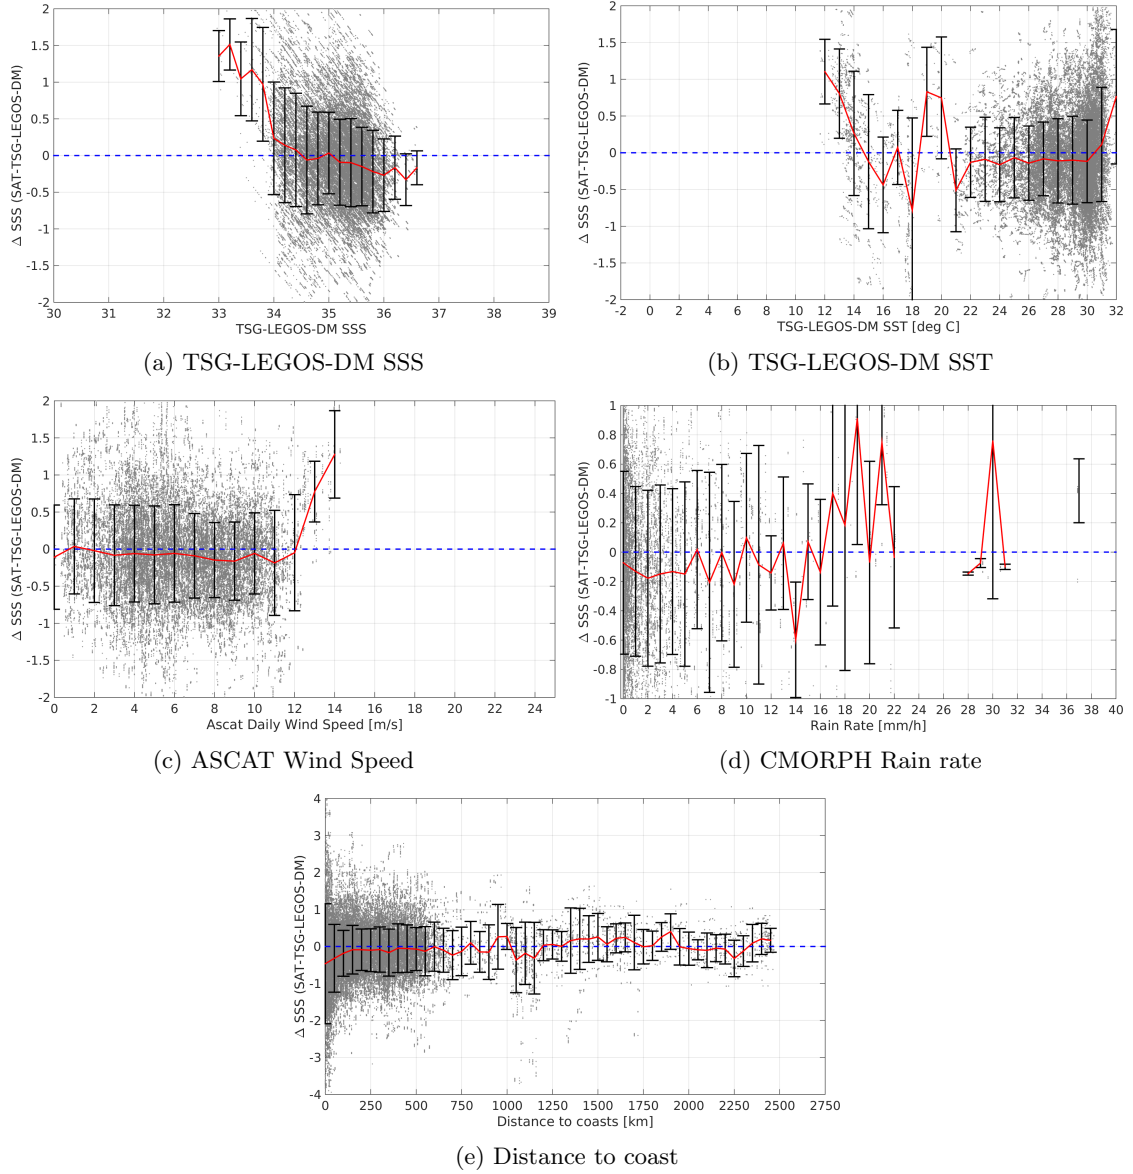 2
1.5
1
0.5
0
-0.5
-1
-1.5
-2
Δ SSS (SAT-TSG-LEGOS-DM)
30 31 32 33 34 35 36 37 38 39
TSG-LEGOS-DM SSS
(a) TSG-LEGOS-DM SSS
2
1.5
1
0.5
0
-0.5
-1
-1.5
-2
Δ SSS (SAT-TSG-LEGOS-DM)
-2 0 2 4 6 8 10 12 14 16 18 20 22 24 26 28 30 32
TSG-LEGOS-DM SST [deg C]
(b) TSG-LEGOS-DM SST
2
1.5
1
0.5
0
-0.5
-1
-1.5
-2
Δ SSS (SAT-TSG-LEGOS-DM)
0 2 4 6 8 10 12 14 16 18 20 22 24
Ascat Daily Wind Speed [m/s]
(c) ASCAT Wind Speed
1
0.8
0.6
0.4
0.2
0
-0.2
-0.4
-0.6
-0.8
-1
Δ SSS (SAT-TSG-LEGOS-DM)
0 2 4 6 8 10 12 14 16 18 20 22 24 26 28 30 32 34 36 38 40
Rain Rate [mm/h]
(d) CMORPH Rain rate
4
3
2
1
0
-1
-2
-3
-4
Δ SSS (SAT-TSG-LEGOS-DM)
0 250 500 750 1000 1250 1500 1750 2000 2250 2500 2750
Distance to coasts [km]
(e) Distance to coast